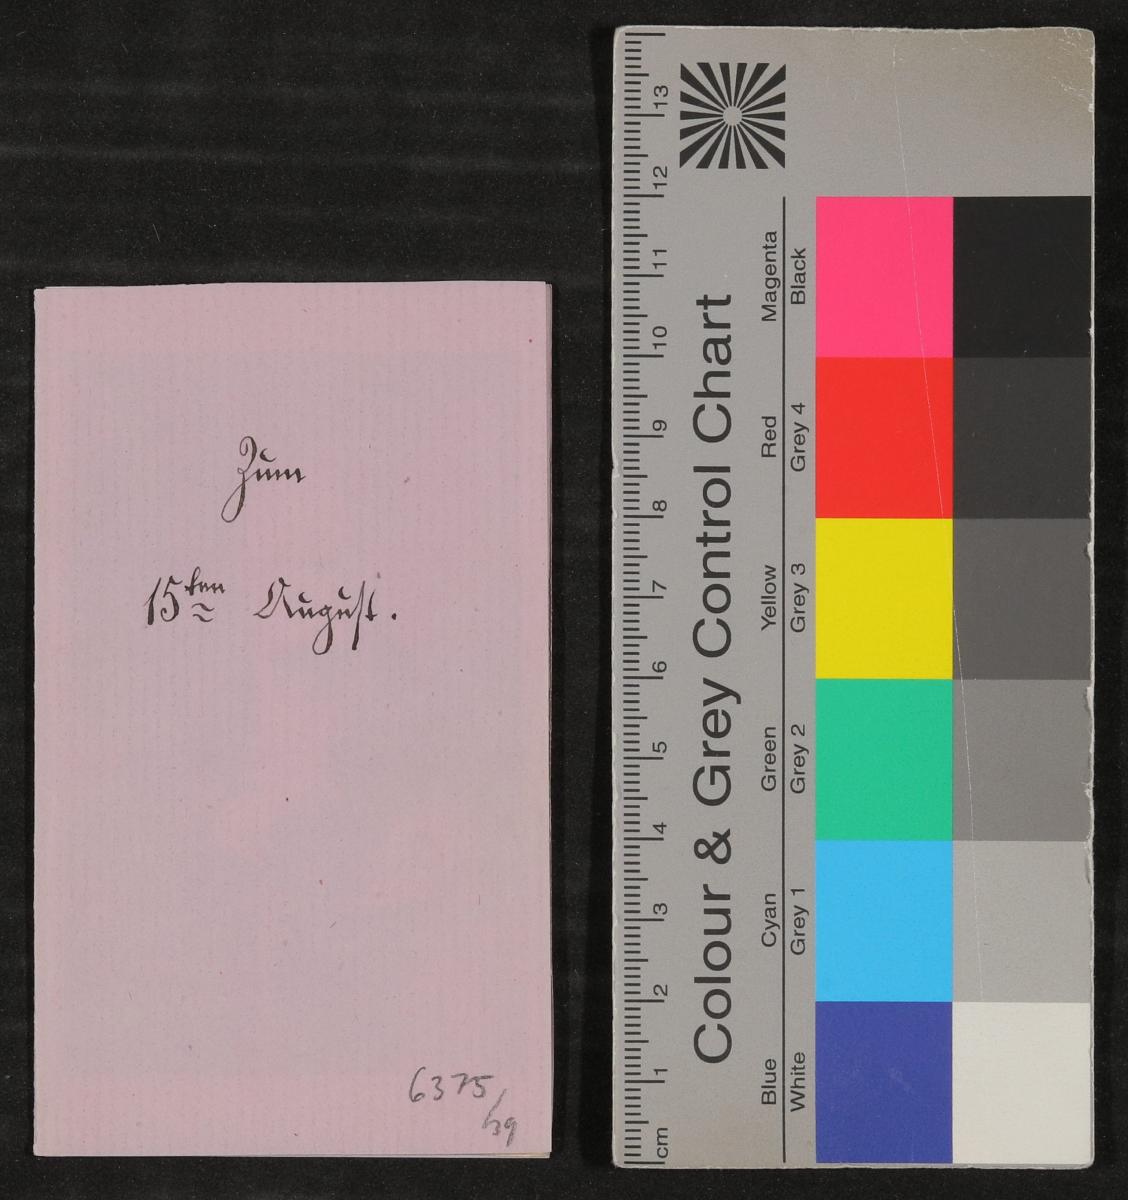 Zum
15ten August.
6375/39
Colour & Grey Control Chart
Blue Cyan Green Yellow Red Magenta
White Grey 1 Grey 2 Grey 3 Grey 4 Black
cm 1 2 3 4 5 6 7 8 9 10 11 12 13